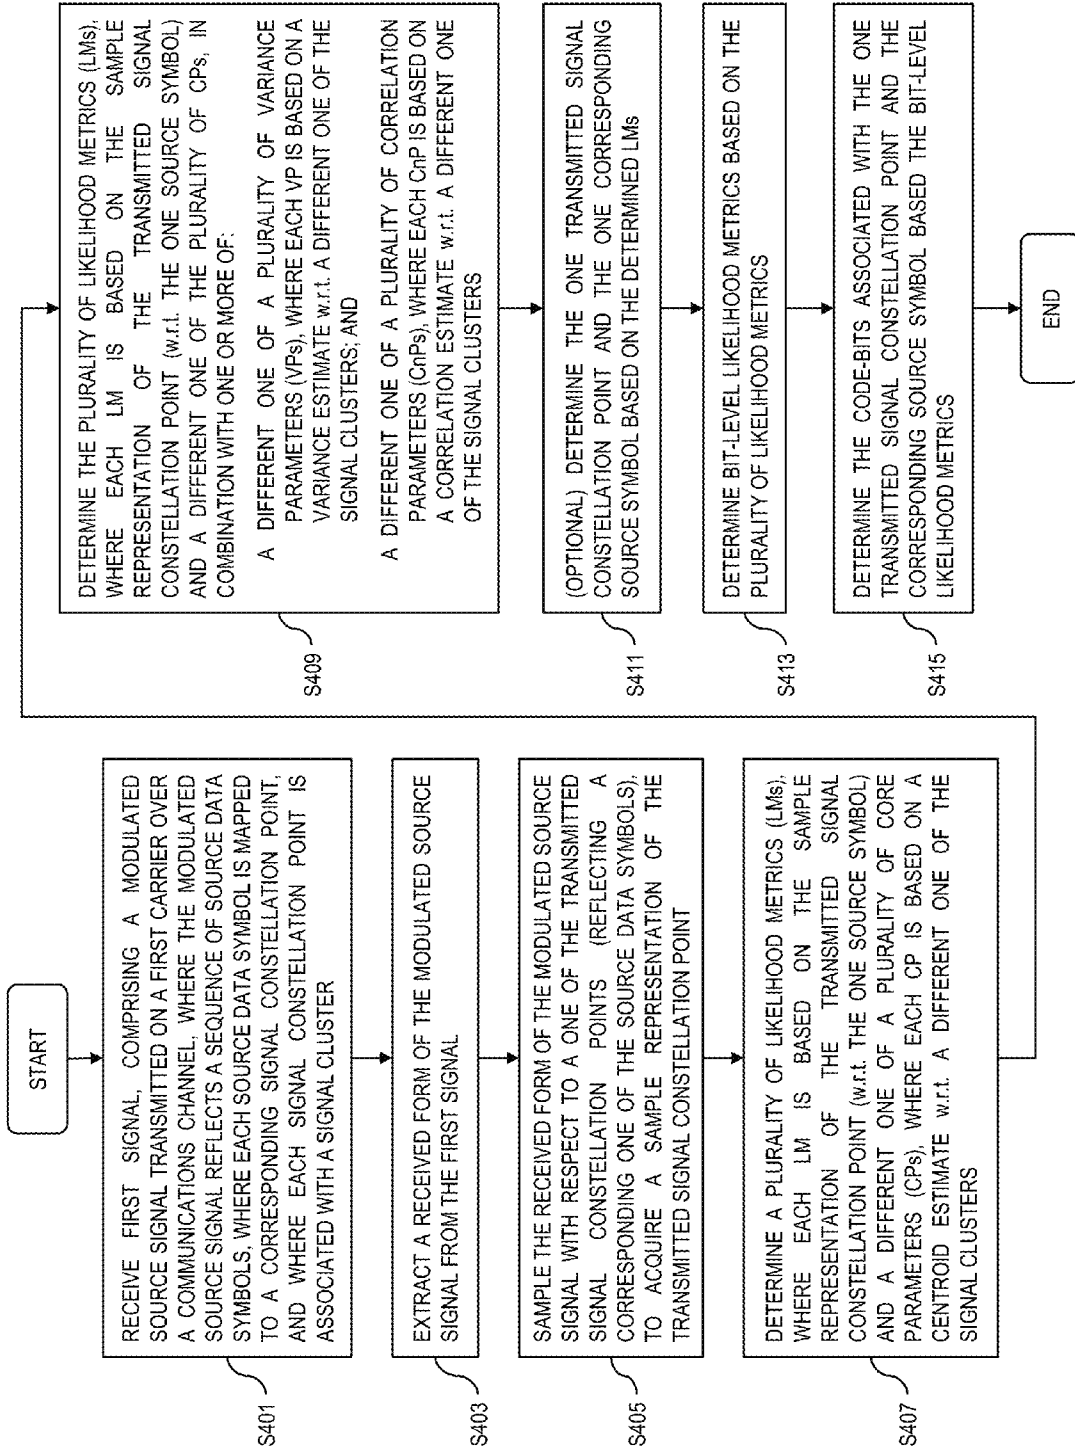 START
RECEIVE FIRST SIGNAL, COMPRISING A MODULATED
SOURCE SIGNAL TRANSMITTED ON A FIRST CARRIER OVER
A COMMUNICATIONS CHANNEL, WHERE THE MODULATED
SOURCE SIGNAL REFLECTS A SEQUENCE OF SOURCE DATA
SYMBOLS, WHERE EACH SOURCE DATA SYMBOL IS MAPPED
TO A CORRESPONDING SIGNAL CONSTELLATION POINT,
AND WHERE EACH SIGNAL CONSTELLATION POINT IS
ASSOCIATED WITH A SIGNAL CLUSTER
S401
EXTRACT A RECEIVED FORM OF THE MODULATED SOURCE
SIGNAL FROM THE FIRST SIGNAL
S403
SAMPLE THE RECEIVED FORM OF THE MODULATED SOURCE
SIGNAL WITH RESPECT TO A ONE OF THE TRANSMITTED
SIGNAL CONSTELLATION POINTS (REFLECTING A
CORRESPONDING ONE OF THE SOURCE DATA SYMBOLS),
TO ACQUIRE A SAMPLE REPRESENTATION OF THE
TRANSMITTED SIGNAL CONSTELLATION POINT
S405
DETERMINE A PLURALITY OF LIKELIHOOD METRICS (LMs),
WHERE EACH LM IS BASED ON THE SAMPLE
REPRESENTATION OF THE TRANSMITTED SIGNAL
CONSTELLATION POINT (w.r.t. THE ONE SOURCE SYMBOL)
AND A DIFFERENT ONE OF A PLURALITY OF CORE
PARAMETERS (CPs), WHERE EACH CP IS BASED ON A
CENTROID ESTIMATE w.r.t. A DIFFERENT ONE OF THE
SIGNAL CLUSTERS
S407
DETERMINE THE PLURALITY OF LIKELIHOOD METRICS (LMs),
WHERE EACH LM IS BASED ON THE SAMPLE
REPRESENTATION OF THE TRANSMITTED SIGNAL
CONSTELLATION POINT (w.r.t. THE ONE SOURCE SYMBOL)
AND A DIFFERENT ONE OF THE PLURALITY OF CPs, IN
COMBINATION WITH ONE OR MORE OF:
A DIFFERENT ONE OF A PLURALITY OF VARIANCE
PARAMETERS (VPs), WHERE EACH VP IS BASED ON A
VARIANCE ESTIMATE w.r.t. A DIFFERENT ONE OF THE
SIGNAL CLUSTERS; AND
A DIFFERENT ONE OF A PLURALITY OF CORRELATION
PARAMETERS (CnPs), WHERE EACH CnP IS BASED ON
A CORRELATION ESTIMATE w.r.t. A DIFFERENT ONE
OF THE SIGNAL CLUSTERS
S409
(OPTIONAL) DETERMINE THE ONE TRANSMITTED SIGNAL
CONSTELLATION POINT AND THE ONE CORRESPONDING
SOURCE SYMBOL BASED ON THE DETERMINED LMs
S411
DETERMINE BIT-LEVEL LIKELIHOOD METRICS BASED ON THE
PLURALITY OF LIKELIHOOD METRICS
S413
DETERMINE THE CODE-BITS ASSOCIATED WITH THE ONE
TRANSMITTED SIGNAL CONSTELLATION POINT AND THE
CORRESPONDING SOURCE SYMBOL BASED THE BIT-LEVEL
LIKELIHOOD METRICS
S415
END